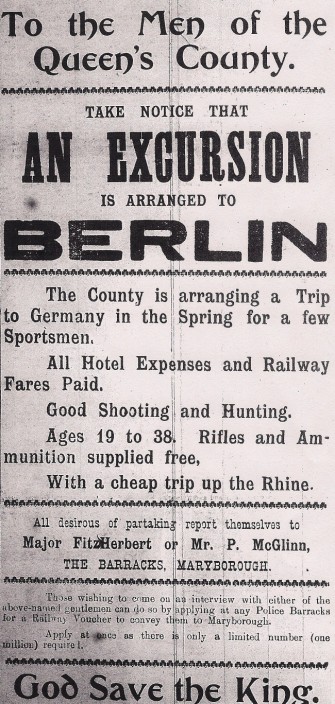 To the Men of the
Queen's County.
TAKE NOTICE THAT
AN EXCURSION
IS ARRANGED TO
BERLIN
The County is arranging a Trip
to Germany in the Spring for a few
Sportsmen.
All Hotel Expenses and Railway
Fares Paid.
Good Shooting and Hunting.
Ages 19 to 38. Rifles and Am-
munition supplied free,
With a cheap trip up the Rhine.
All desirous of partaking report themselves to
Major FitzHerbert or Mr. P. McGlinn,
THE BARRACKS, MARYBOROUGH.
Those wishing to come on an interview with either of the
above-named gentlemen can do so by applying at any Police Barracks
for a Railway Voucher to convey them to Maryborough.
Apply at once as there is only a limited number (one
million) required.
God Save the King.